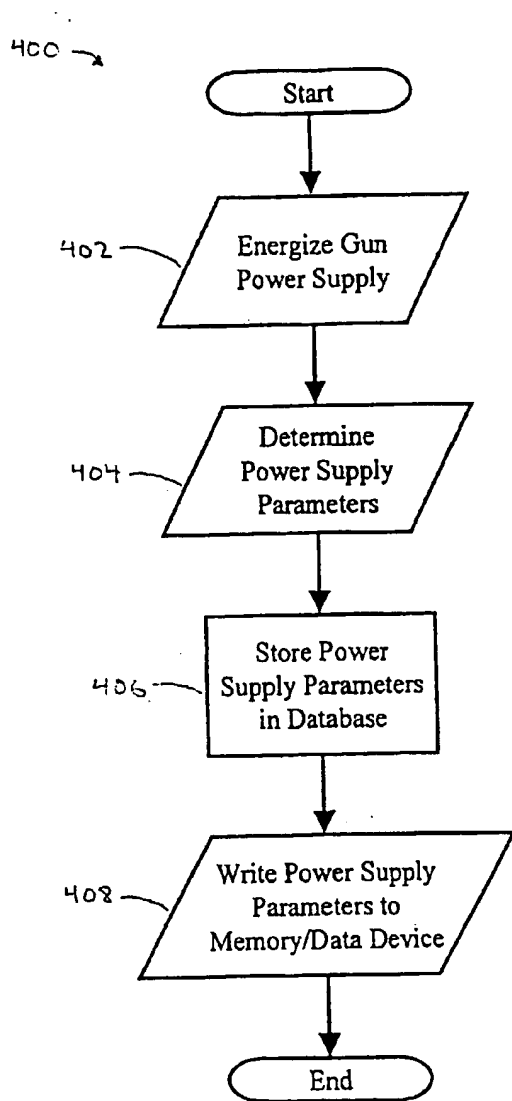 400
Start
402
Energize Gun
Power Supply
404
Determine
Power Supply
Parameters
406
Store Power
Supply Parameters
in Database
408
Write Power Supply
Parameters to
Memory/Data Device
End